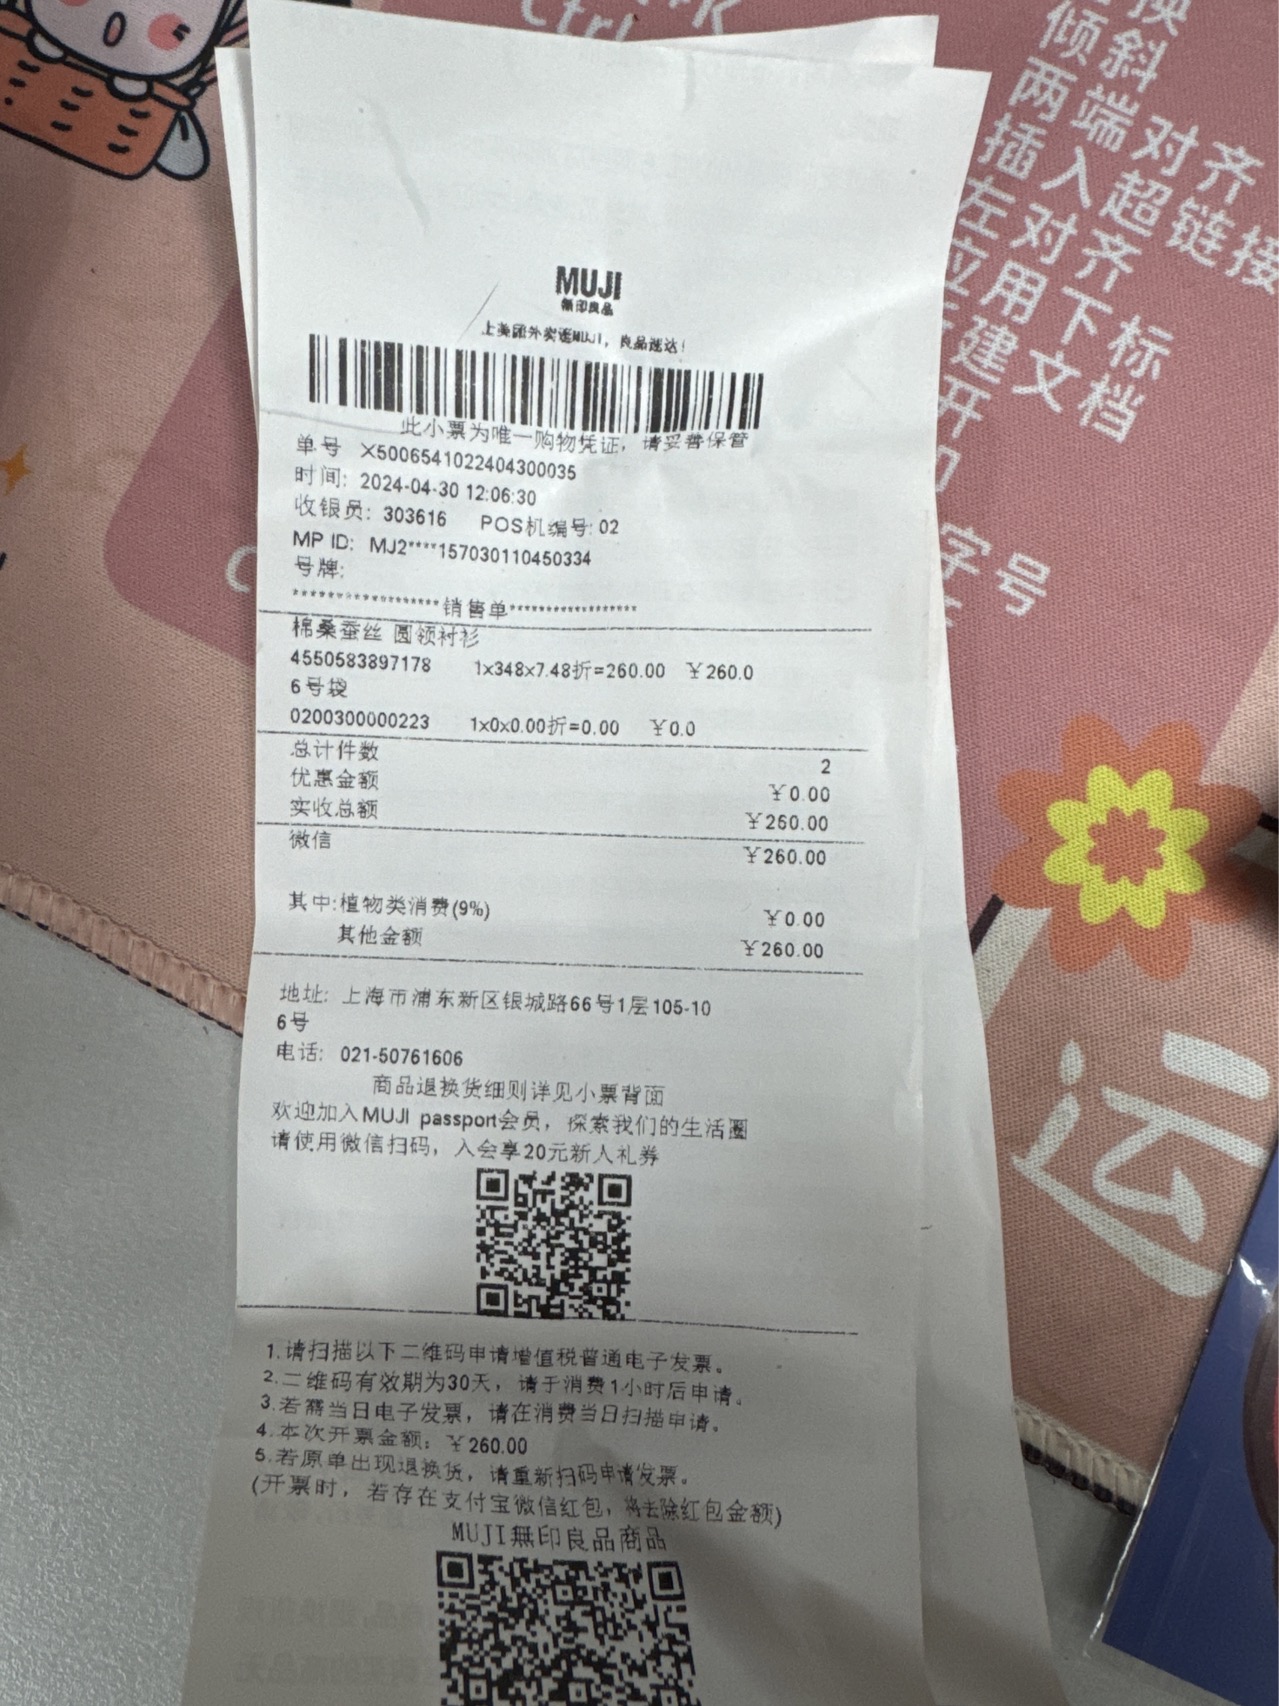 MUJI
無印良品
上美团外卖逛MUJI，良品速达！
此小票为唯一购物凭证，请妥善保管
单号 X5006541022404300035
时间: 2024-04-30 12:06:30
收银员: 303616 POS机编号: 02
MP ID: MJ2****157030110450334
号牌:
********************销售单******************
棉桑蚕丝 圆领衬衫
4550583897178 1x348x7.48折=260.00 ￥260.0
6号袋
0200300000223 1x0x0.00折=0.00 ￥0.0
总计件数 2
优惠金额 ￥0.00
实收总额 ￥260.00
微信 ￥260.00
其中:植物类消费(9%) ￥0.00
其他金额 ￥260.00
地址: 上海市浦东新区银城路66号1层105-10
6号
电话: 021-50761606
商品退换货细则详见小票背面
欢迎加入MUJI passport会员，探索我们的生活圈
请使用微信扫码，入会享20元新人礼券
1.请扫描以下二维码申请增值税普通电子发票。
2.二维码有效期为30天，请于消费1小时后申请。
3.若需当日电子发票，请在消费当日扫描申请。
4.本次开票金额: ￥260.00
5.若原单出现退换货，请重新扫码申请发票。
(开票时，若存在支付宝微信红包，将去除红包金额)
MUJI無印良品商品
Ctrl
换
倾斜
两端对齐
插入超链接
左对齐
应用下标
建文档
开
印
字号
运